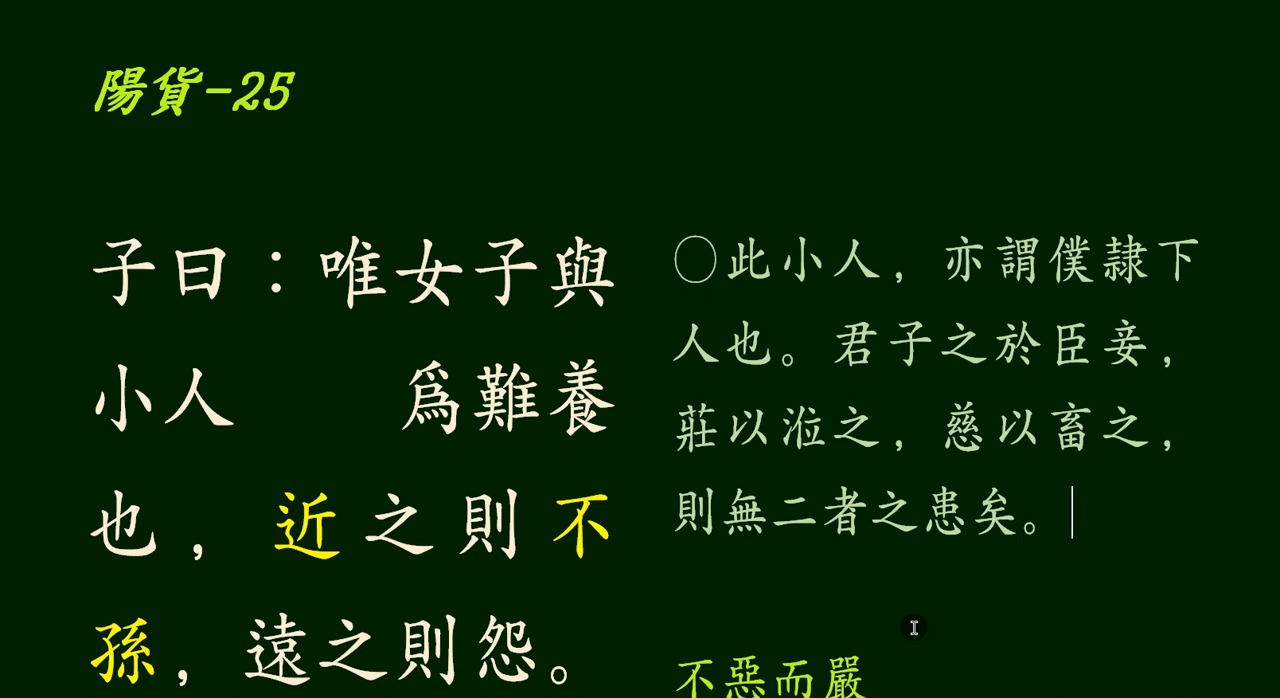 陽貨-25
子曰：唯女子與
小人　　爲難養
也，近之則不
孫，遠之則怨。
○此小人，亦謂僕隷下
人也。君子之於臣妾，
莊以涖之，慈以畜之，
則無二者之患矣。
不惡而嚴